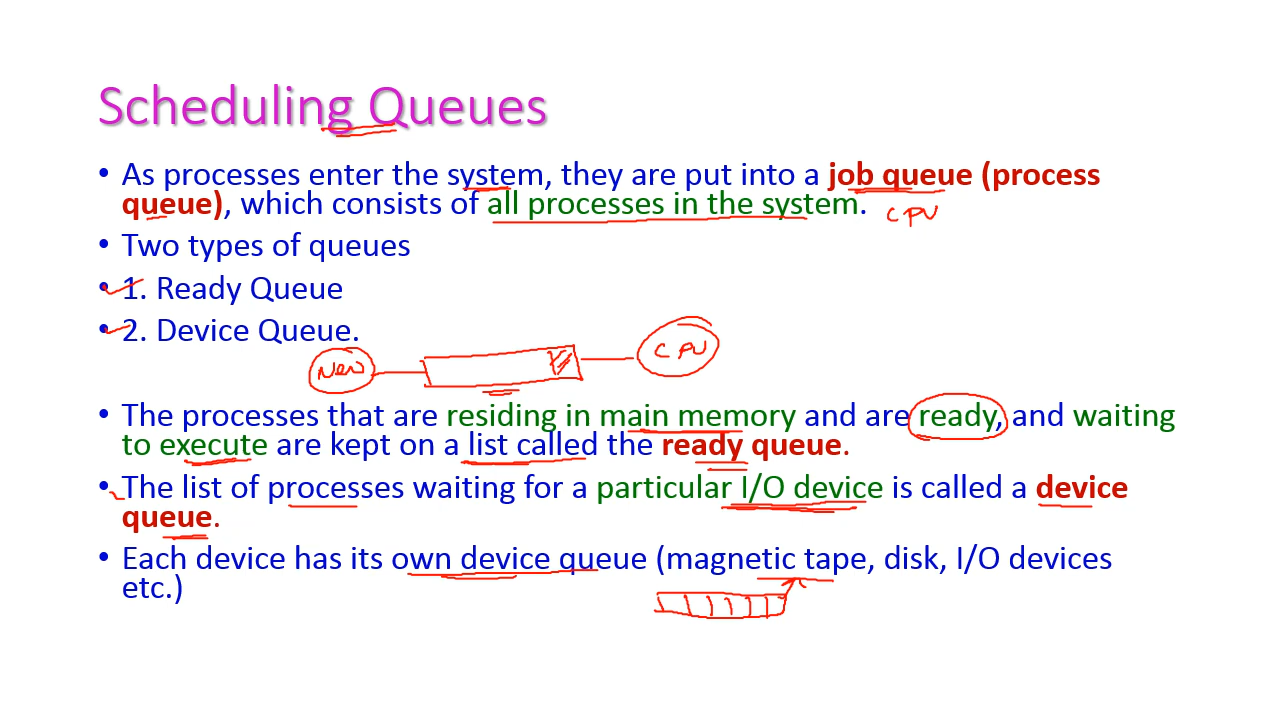 Scheduling Queues
• As processes enter the system, they are put into a job queue (process
queue), which consists of all processes in the system.
CPU
• Two types of queues
• 1. Ready Queue
• 2. Device Queue.
New CPU
• The processes that are residing in main memory and are ready, and waiting
to execute are kept on a list called the ready queue.
• The list of processes waiting for a particular I/O device is called a device
queue.
• Each device has its own device queue (magnetic tape, disk, I/O devices
etc.)